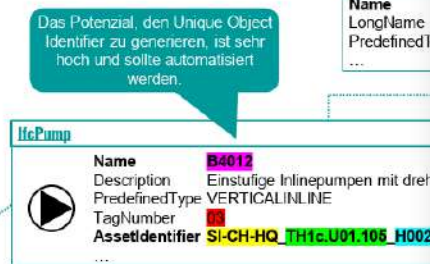 Name
LongName
PredefinedT
...
Das Potenzial, den Unique Object
Identifier zu generieren, ist sehr
hoch und sollte automatisiert
werden.
IfcPump
Name B4012
Description Einstufige Inlinepumpen mit dreh
PredefinedType VERTICALINLINE
TagNumber 03
AssetIdentifier SI-CH-HQ_TH1c.U01.105_H002
...